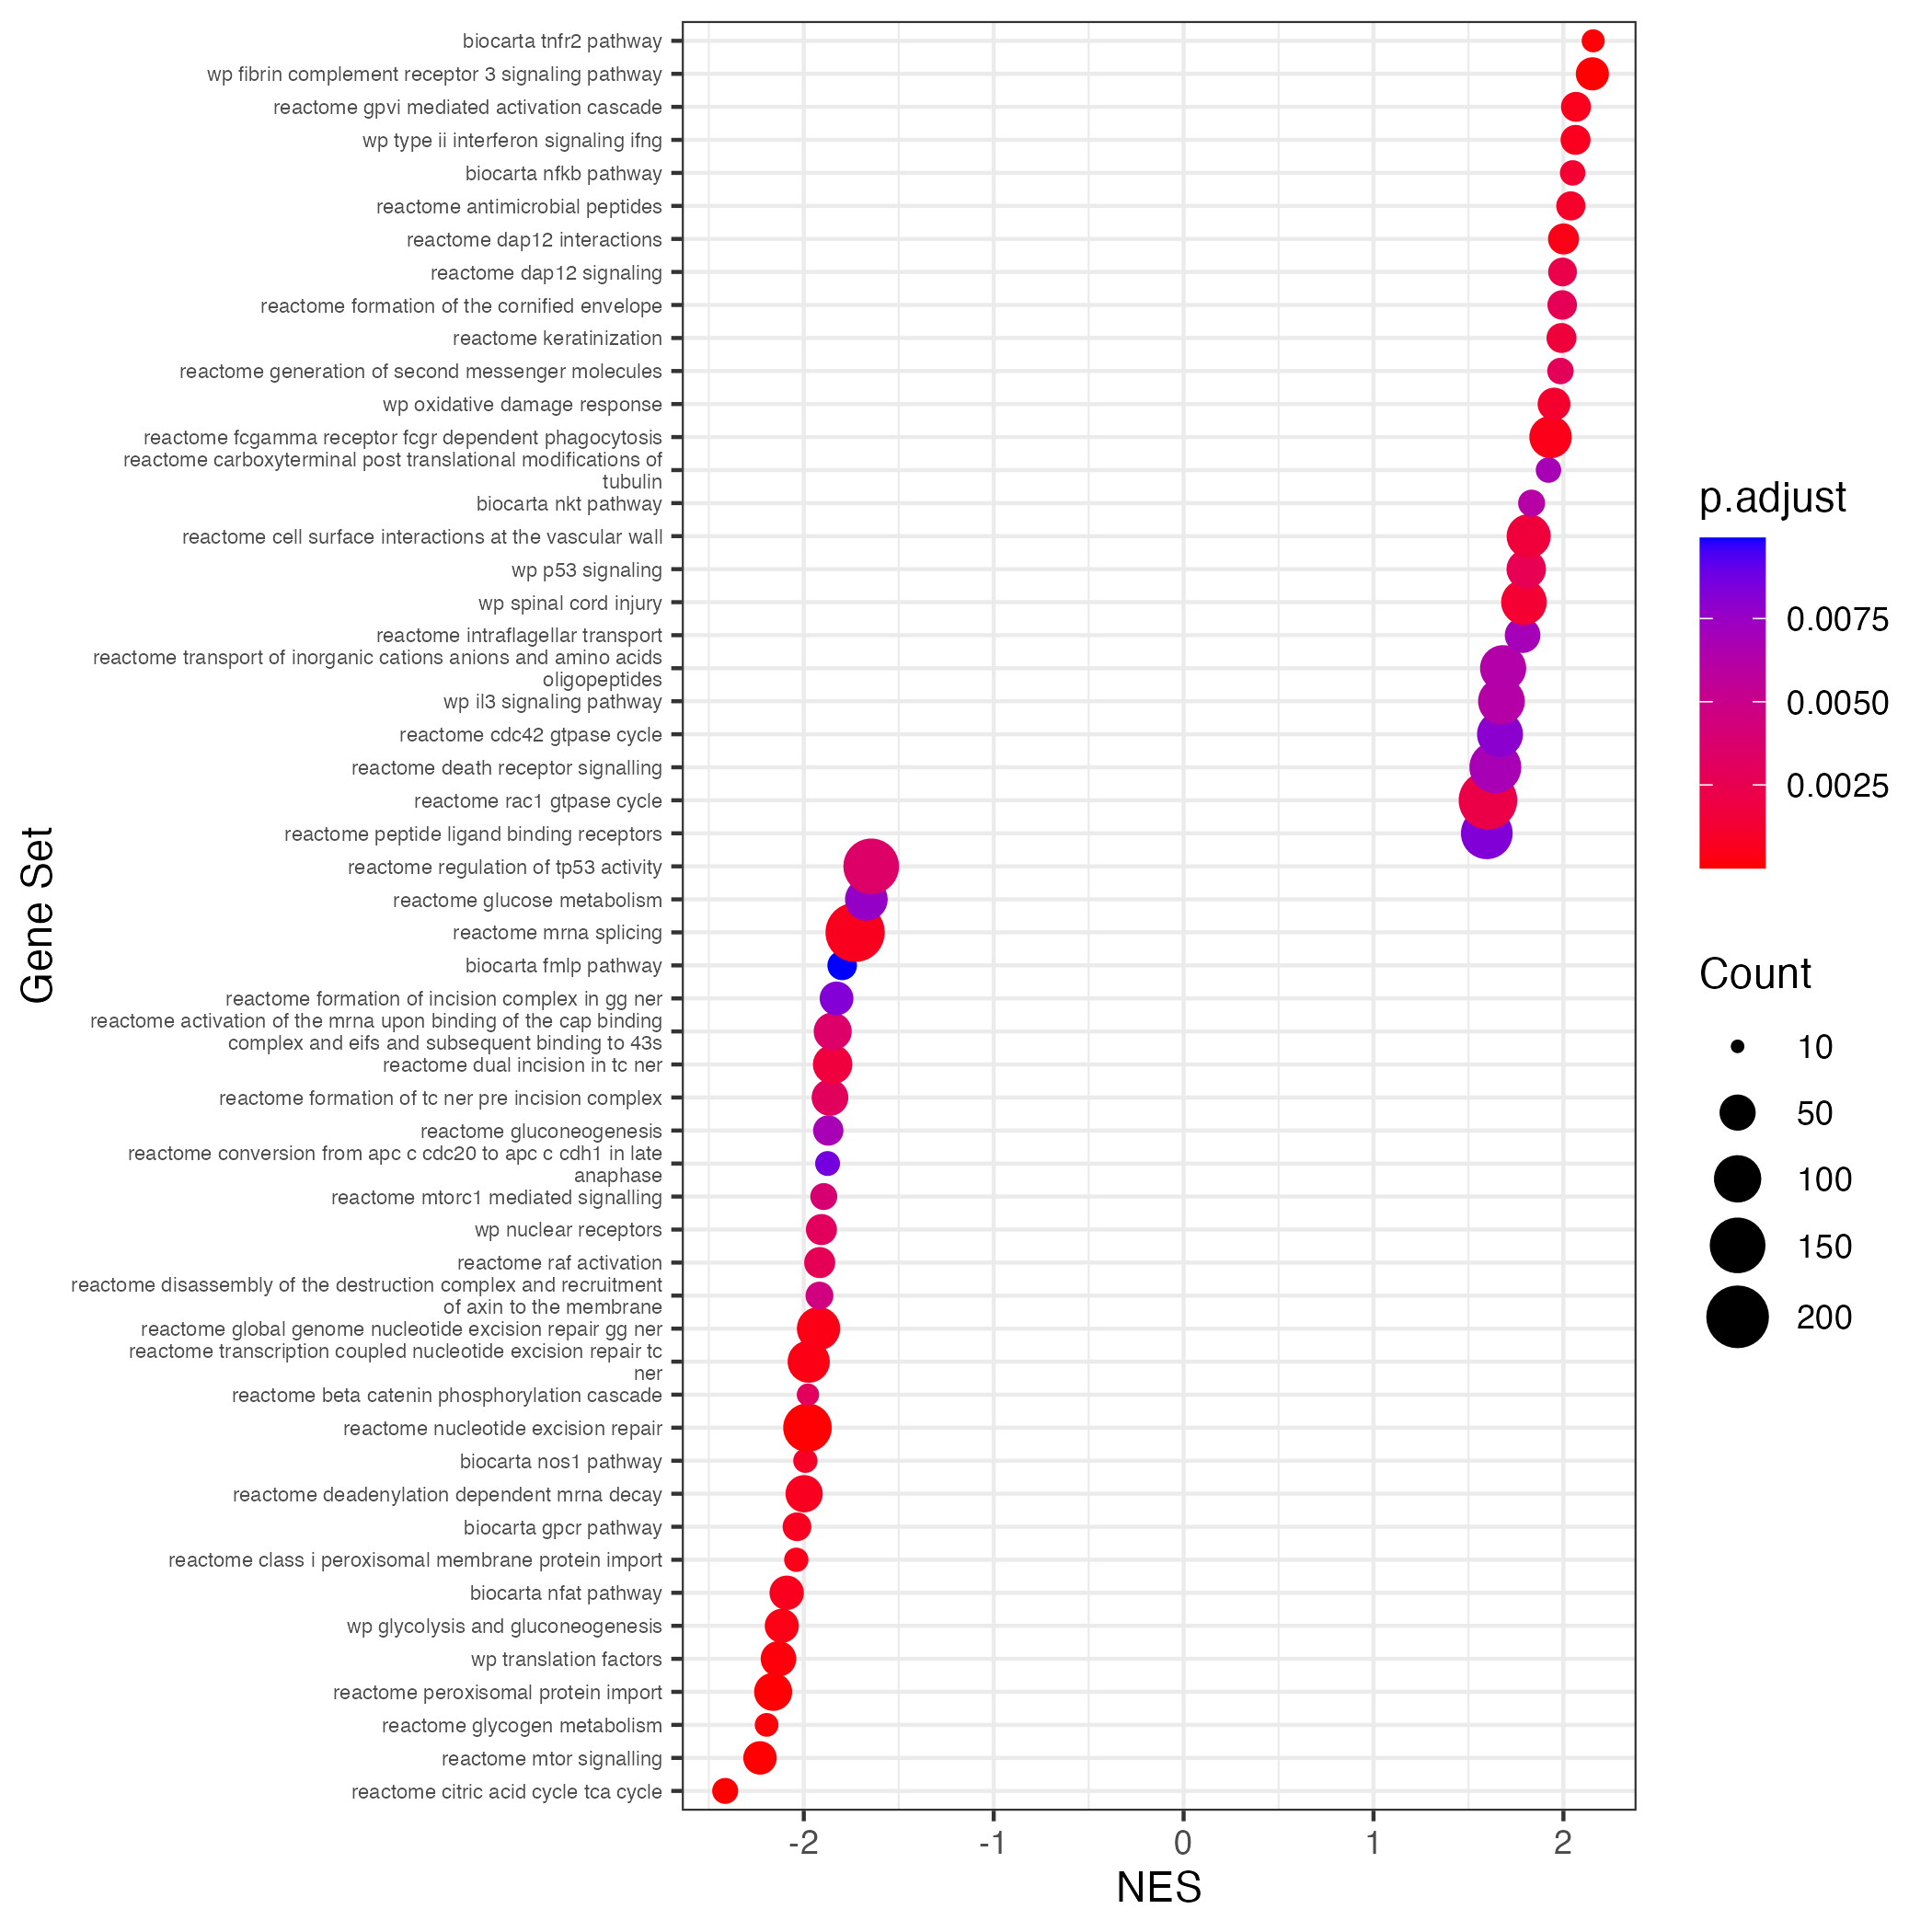 biocarta tnfr2 pathway
wp fibrin complement receptor 3 signaling pathway
reactome gpvi mediated activation cascade
wp type ii interferon signaling ifng
biocarta nfkb pathway
reactome antimicrobial peptides
reactome dap12 interactions
reactome dap12 signaling
reactome formation of the cornified envelope
reactome keratinization
reactome generation of second messenger molecules
wp oxidative damage response
reactome fcgamma receptor fcgr dependent phagocytosis
reactome carboxyterminal post translational modifications of
tubulin
biocarta nkt pathway
reactome cell surface interactions at the vascular wall
wp p53 signaling
wp spinal cord injury
reactome intraflagellar transport
reactome transport of inorganic cations anions and amino acids
oligopeptides
wp il3 signaling pathway
reactome cdc42 gtpase cycle
reactome death receptor signalling
reactome rac1 gtpase cycle
reactome peptide ligand binding receptors
reactome regulation of tp53 activity
reactome glucose metabolism
reactome mrna splicing
biocarta fmlp pathway
reactome formation of incision complex in gg ner
reactome activation of the mrna upon binding of the cap binding
complex and eifs and subsequent binding to 43s
reactome dual incision in tc ner
reactome formation of tc ner pre incision complex
reactome gluconeogenesis
reactome conversion from apc c cdc20 to apc c cdh1 in late
anaphase
reactome mtorc1 mediated signalling
wp nuclear receptors
reactome raf activation
reactome disassembly of the destruction complex and recruitment
of axin to the membrane
reactome global genome nucleotide excision repair gg ner
reactome transcription coupled nucleotide excision repair tc
ner
reactome beta catenin phosphorylation cascade
reactome nucleotide excision repair
biocarta nos1 pathway
reactome deadenylation dependent mrna decay
biocarta gpcr pathway
reactome class i peroxisomal membrane protein import
biocarta nfat pathway
wp glycolysis and gluconeogenesis
wp translation factors
reactome peroxisomal protein import
reactome glycogen metabolism
reactome mtor signalling
reactome citric acid cycle tca cycle
Gene Set
-2 -1 0 1 2
NES
p.adjust
0.0075
0.0050
0.0025
Count
10
50
100
150
200